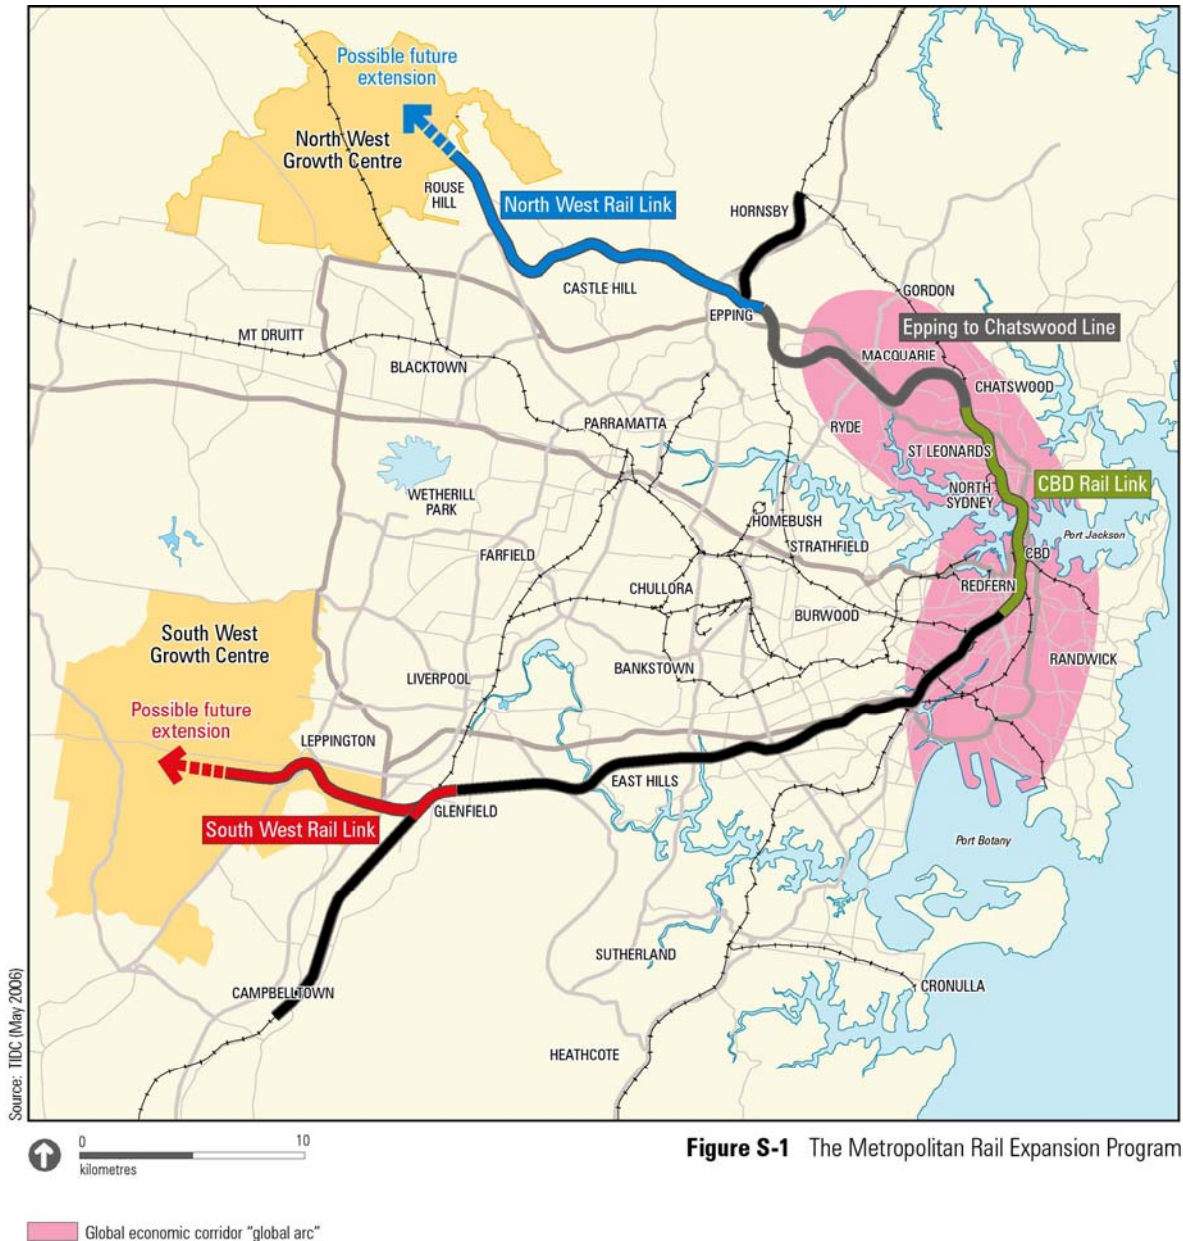 Possible future
extension
North West
Growth Centre
ROUSE
HILL
North West Rail Link
HORNSBY
CASTLE HILL
GORDON
EPPING
Epping to Chatswood Line
MT DRUITT
MACQUARIE
BLACKTOWN
CHATSWOOD
PARRAMATTA
RYDE
ST LEONARDS
CBD Rail Link
NORTH
SYDNEY
WETHERILL
PARK
HOMEBUSH
Port Jackson
STRATHFIELD
FARFIELD
CBD
CHULLORA
REDFERN
BURWOOD
South West
Growth Centre
RANDWICK
BANKSTOWN
LIVERPOOL
Possible future
extension
LEPPINGTON
EAST HILLS
GLENFIELD
South West Rail Link
Port Botany
SUTHERLAND
CRONULLA
CAMPBELLTOWN
HEATHCOTE
Source: TIDC (May 2006)
0 10
kilometres
Figure S-1 The Metropolitan Rail Expansion Program
Global economic corridor "global arc"